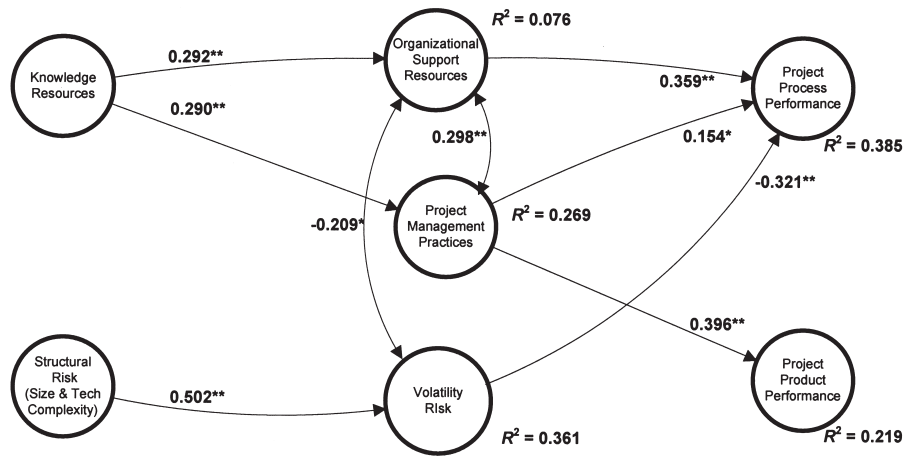 R² = 0.076
Organizational
Support
Resources
0.292**
Knowledge
Resources
0.359**
Project
Process
Performance
0.290**
0.298**
0.154*
R² = 0.385
-0.321**
Project
Management
Practices
R² = 0.269
-0.209*
0.396**
Structural
Risk
(Size & Tech
Complexity)
0.502**
Volatility
RIsk
R² = 0.361
Project
Product
Performance
R² = 0.219